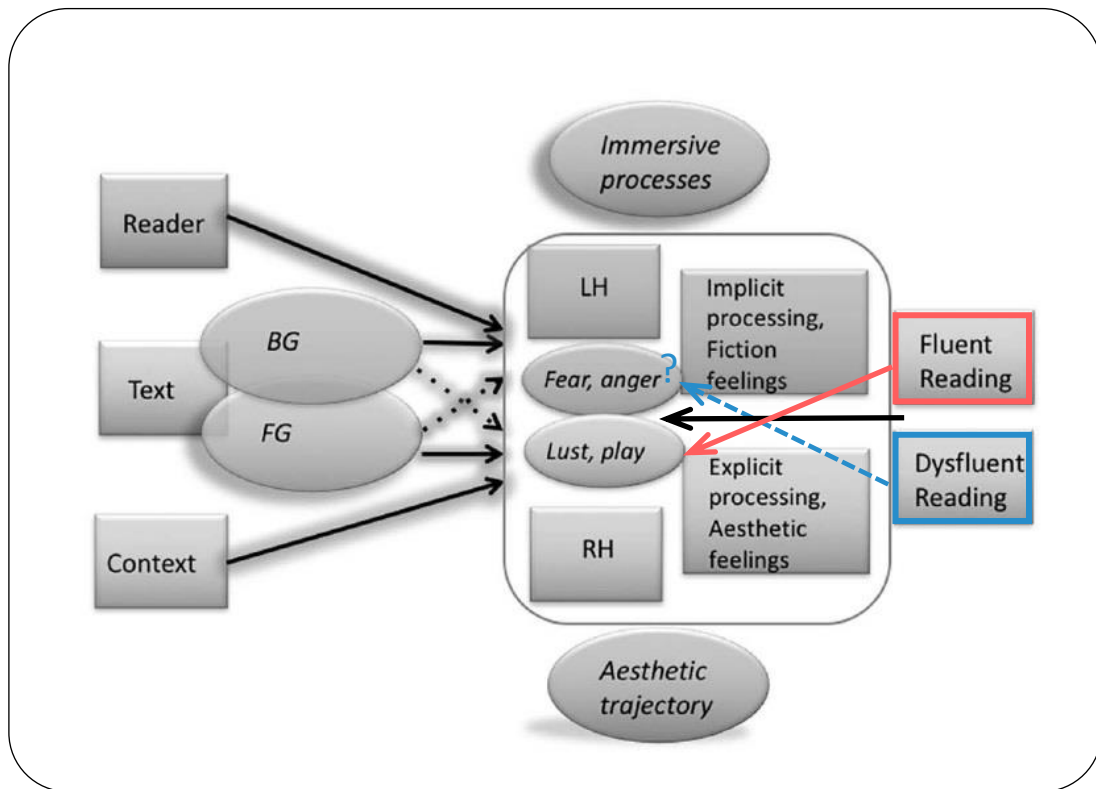 Immersive
processes
Reader
LH
Implicit
processing,
Fiction
feelings
BG
Text
FG
Fear, anger
?
Lust, play
Fluent
Reading
Dysfluent
Reading
Explicit
processing,
Aesthetic
feelings
Context
RH
Aesthetic
trajectory